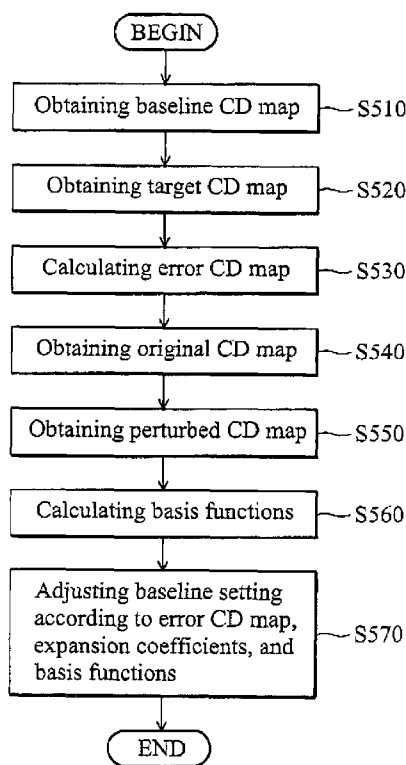 BEGIN
Obtaining baseline CD map
S510
Obtaining target CD map
S520
Calculating error CD map
S530
Obtaining original CD map
S540
Obtaining perturbed CD map
S550
Calculating basis functions
S560
Adjusting baseline setting
according to error CD map,
expansion coefficients, and
basis functions
S570
END